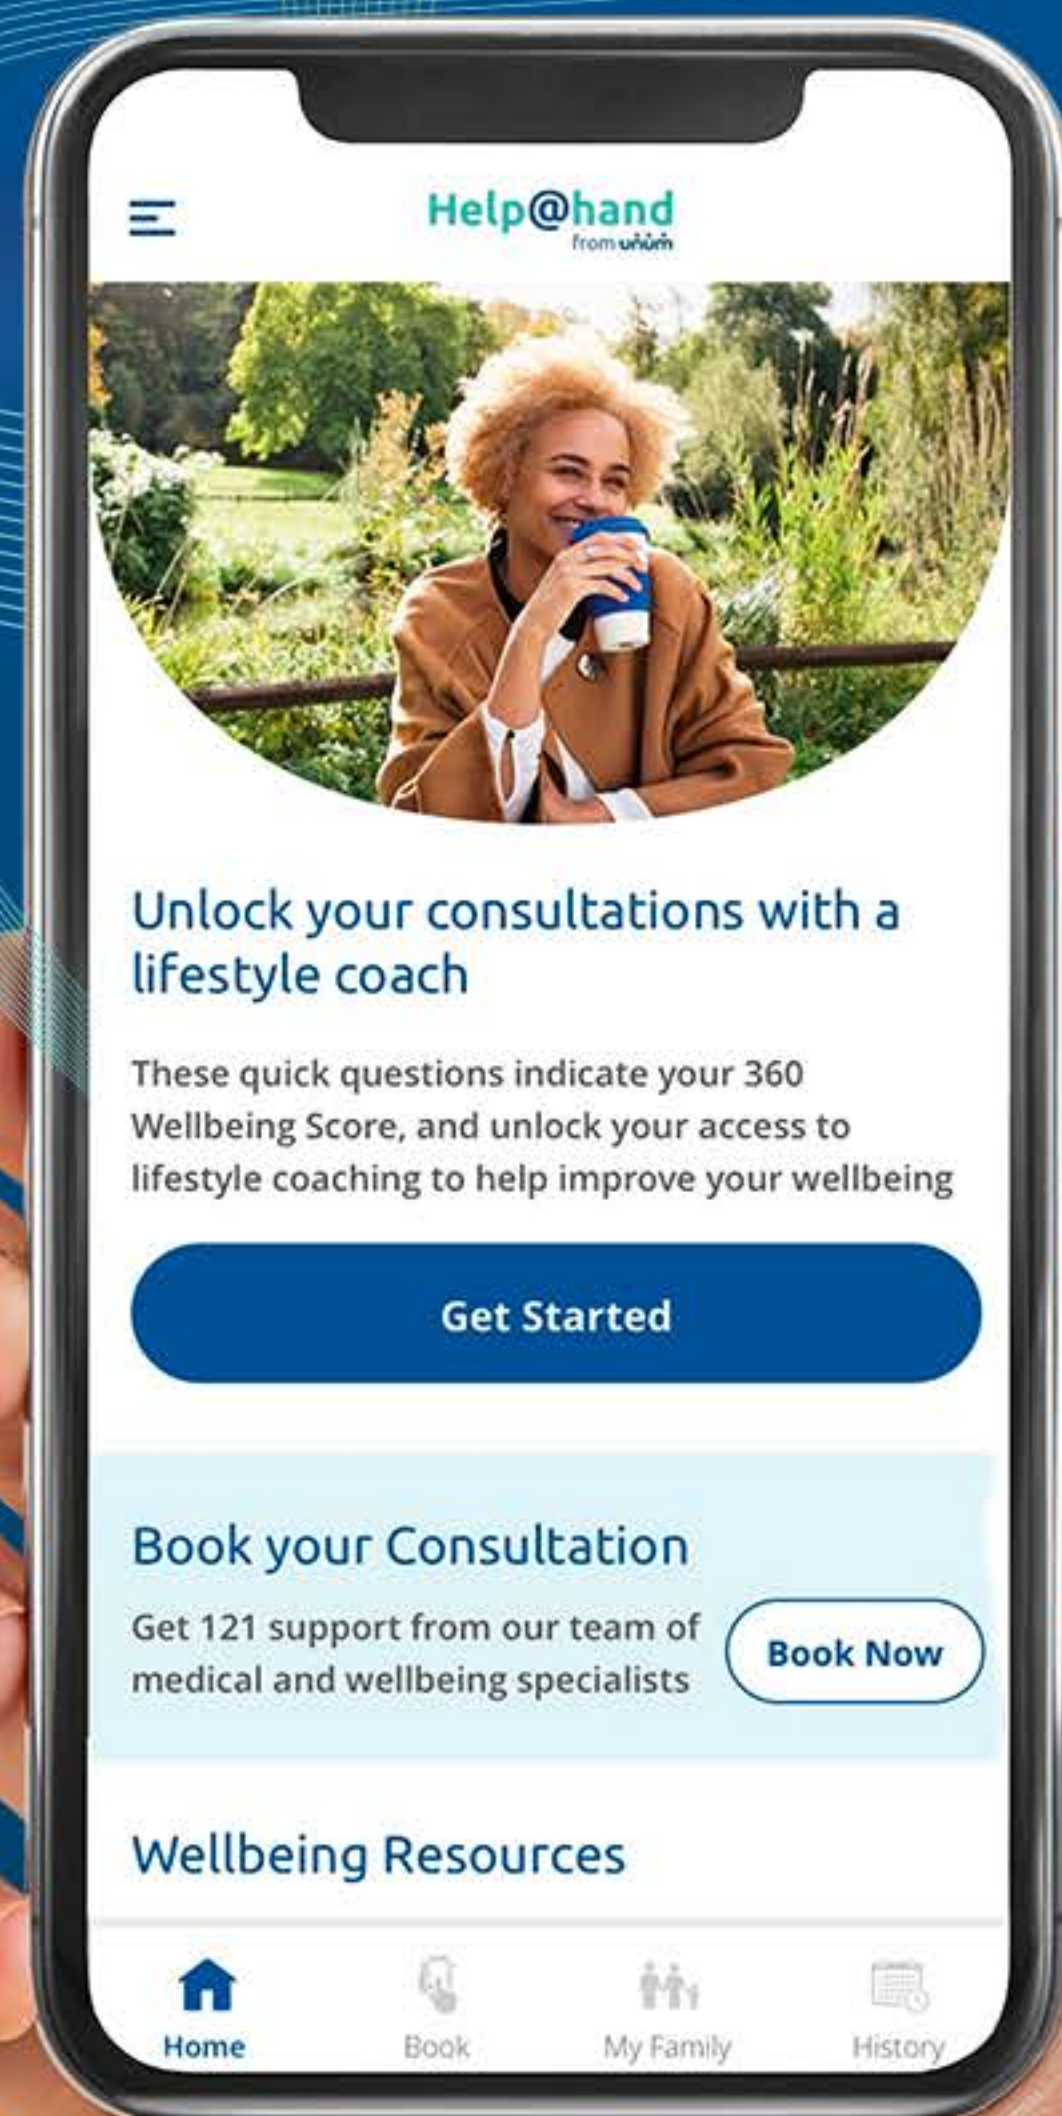 Help@hand
from unum
Unlock your consultations with a
lifestyle coach
These quick questions indicate your 360
Wellbeing Score, and unlock your access to
lifestyle coaching to help improve your wellbeing
Get Started
Book your Consultation
Get 121 support from our team of
medical and wellbeing specialists
Book Now
Wellbeing Resources
Home
Book
My Family
History